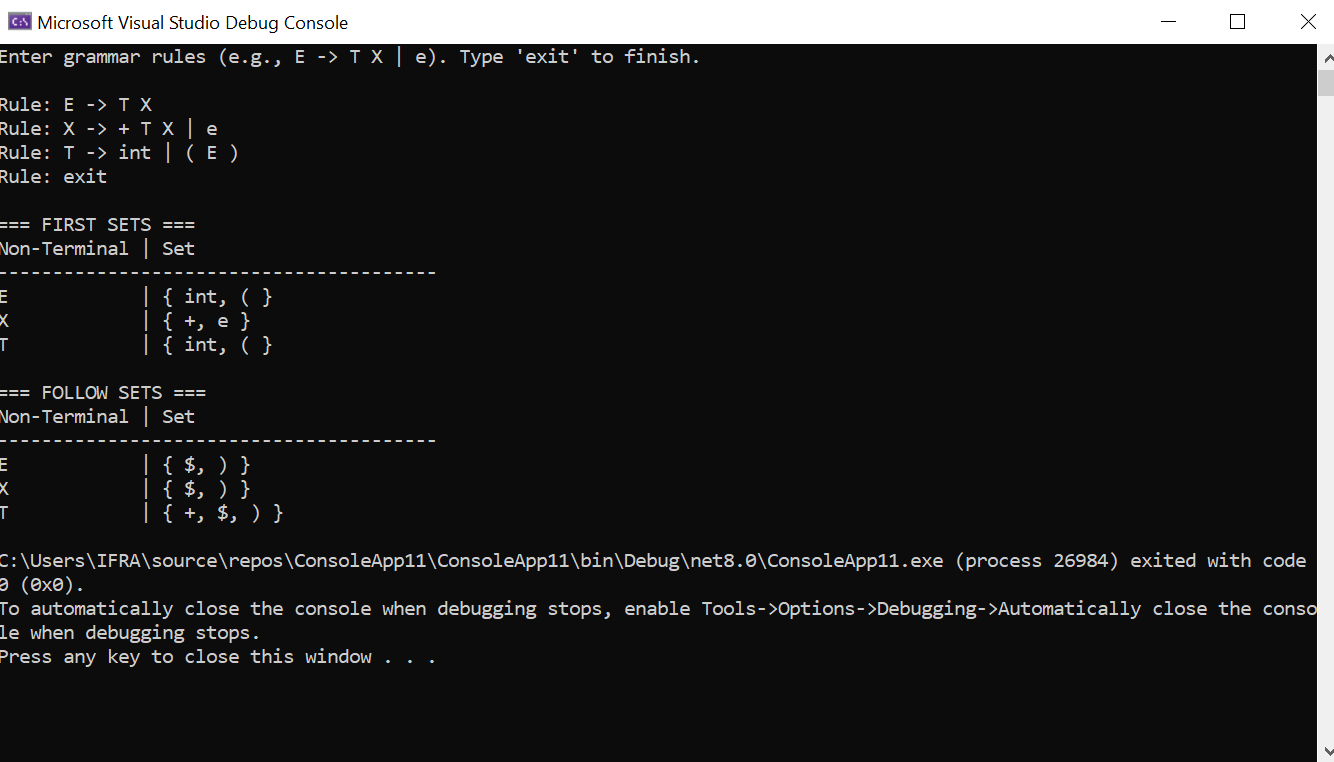 Microsoft Visual Studio Debug Console
Enter grammar rules (e.g., E -> T X | e). Type 'exit' to finish.
Rule: E -> T X
Rule: X -> + T X | e
Rule: T -> int | ( E )
Rule: exit
=== FIRST SETS ===
Non-Terminal | Set
----------------------------------------
E            | { int, ( }
X            | { +, e }
T            | { int, ( }
=== FOLLOW SETS ===
Non-Terminal | Set
----------------------------------------
E            | { $, ) }
X            | { $, ) }
T            | { +, $, ) }
C:\Users\IFRA\source\repos\ConsoleApp11\ConsoleApp11\bin\Debug\net8.0\ConsoleApp11.exe (process 26984) exited with code
0 (0x0).
To automatically close the console when debugging stops, enable Tools->Options->Debugging->Automatically close the conso
le when debugging stops.
Press any key to close this window . . .